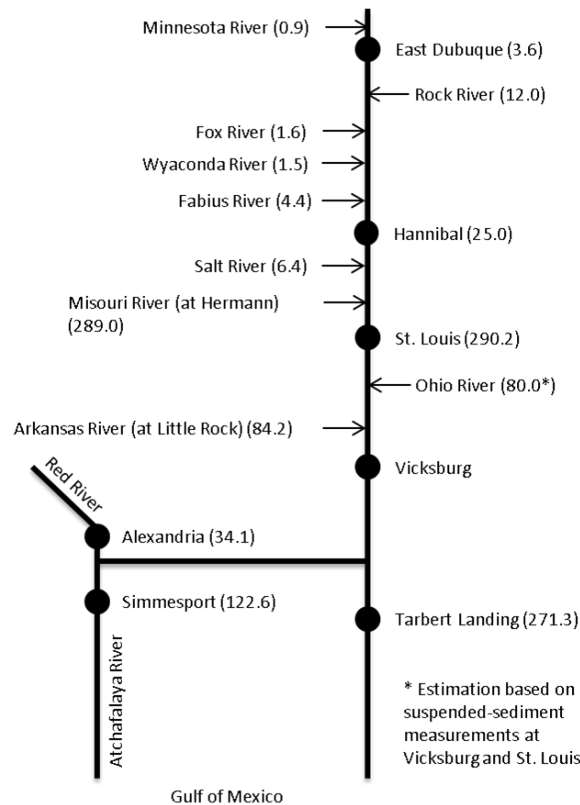 Minnesota River (0.9)
East Dubuque (3.6)
Rock River (12.0)
Fox River (1.6)
Wyaconda River (1.5)
Fabius River (4.4)
Hannibal (25.0)
Salt River (6.4)
Misouri River (at Hermann)
(289.0)
St. Louis (290.2)
Ohio River (80.0*)
Arkansas River (at Little Rock) (84.2)
Vicksburg
Red River
Alexandria (34.1)
Simmesport (122.6)
Tarbert Landing (271.3)
Atchafalaya River
* Estimation based on
suspended-sediment
measurements at
Vicksburg and St. Louis
Gulf of Mexico